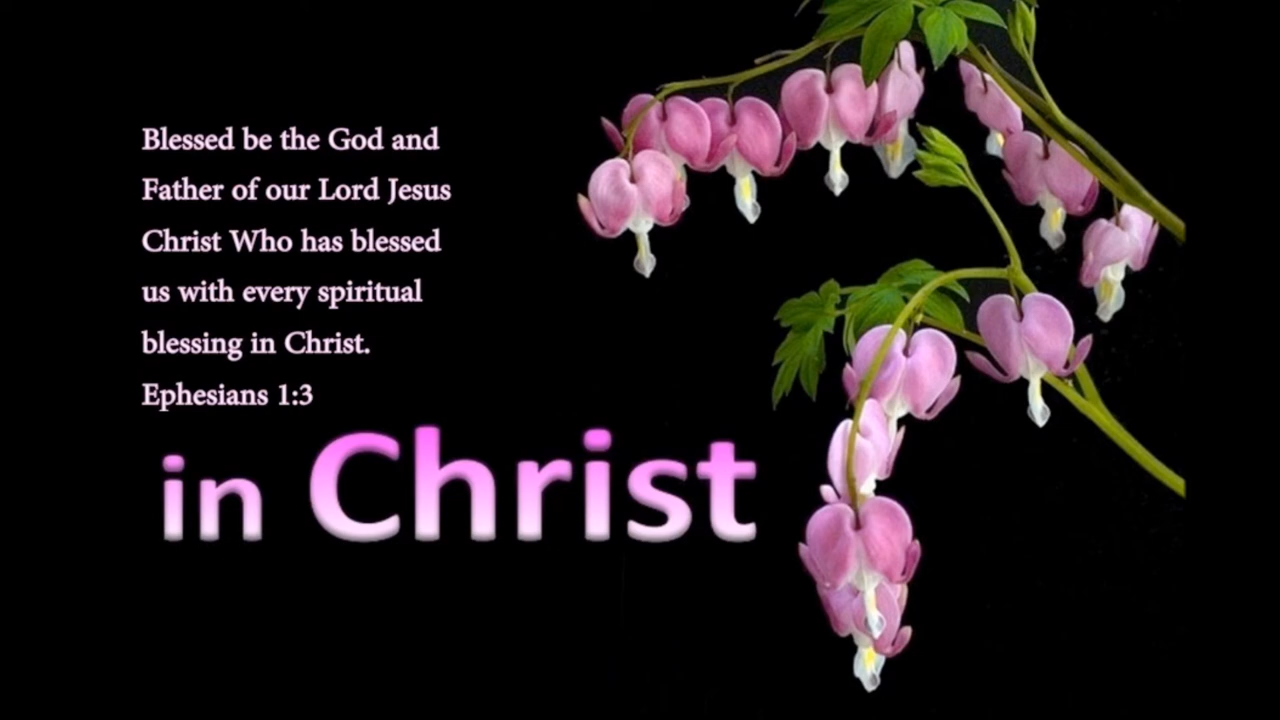 Blessed be the God and
Father of our Lord Jesus
Christ Who has blessed
us with every spiritual
blessing in Christ.
Ephesians 1:3
in Christ